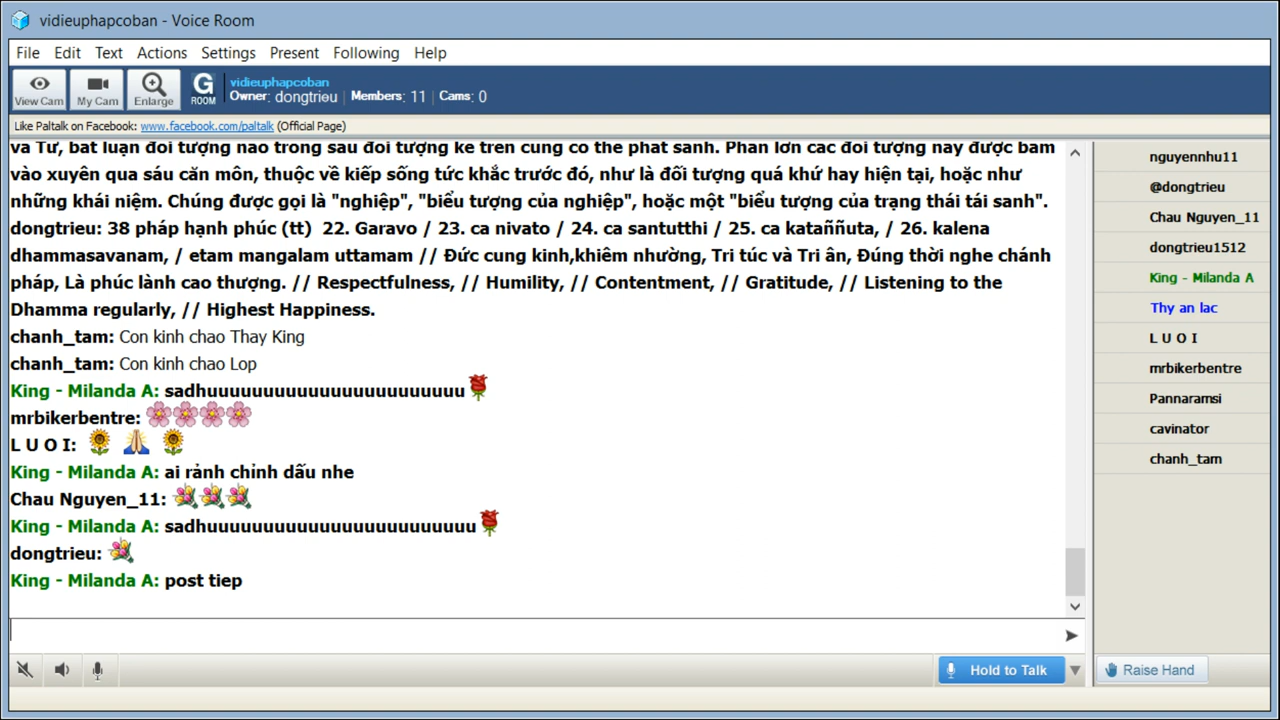 vidieuphapcoban - Voice Room
File Edit Text Actions Settings Present Following Help
View Cam My Cam Enlarge G ROOM
vidieuphapcoban
Owner: dongtrieu | Members: 11 | Cams: 0
Like Paltalk on Facebook: www.facebook.com/paltalk (Official Page)
và Tư, bất luận đối tượng nào trong sáu đối tượng kể trên cũng có thể phát sanh. Phần lớn các đối tượng này được bám
vào xuyên qua sáu căn môn, thuộc về kiếp sống tức khắc trước đó, như là đối tượng quá khứ hay hiện tại, hoặc như
những khái niệm. Chúng được gọi là "nghiệp", "biểu tượng của nghiệp", hoặc một "biểu tượng của trạng thái tái sanh".
dongtrieu: 38 pháp hạnh phúc (tt) 22. Garavo / 23. ca nivato / 24. ca santutthi / 25. ca kataññuta, / 26. kalena
dhammasavanam, / etam mangalam uttamam // Đức cung kinh,khiêm nhường, Tri túc và Tri ân, Đúng thời nghe chánh
pháp, Là phúc lành cao thượng. // Respectfulness, // Humility, // Contentment, // Gratitude, // Listening to the
Dhamma regularly, // Highest Happiness.
chanh_tam: Con kinh chao Thay King
chanh_tam: Con kinh chao Lop
King - Milanda A: sadhuuuuuuuuuuuuuuuuuuuuuuu
mrbikerbentre:
L U O I:
King - Milanda A: ai rảnh chỉnh dấu nhe
Chau Nguyen_11:
King - Milanda A: sadhuuuuuuuuuuuuuuuuuuuuuuuu
dongtrieu:
King - Milanda A: post tiep
nguyennhu11
@dongtrieu
Chau Nguyen_11
dongtrieu1512
King - Milanda A
Thy an lac
L U O I
mrbikerbentre
Pannaramsi
cavinator
chanh_tam
Hold to Talk
Raise Hand